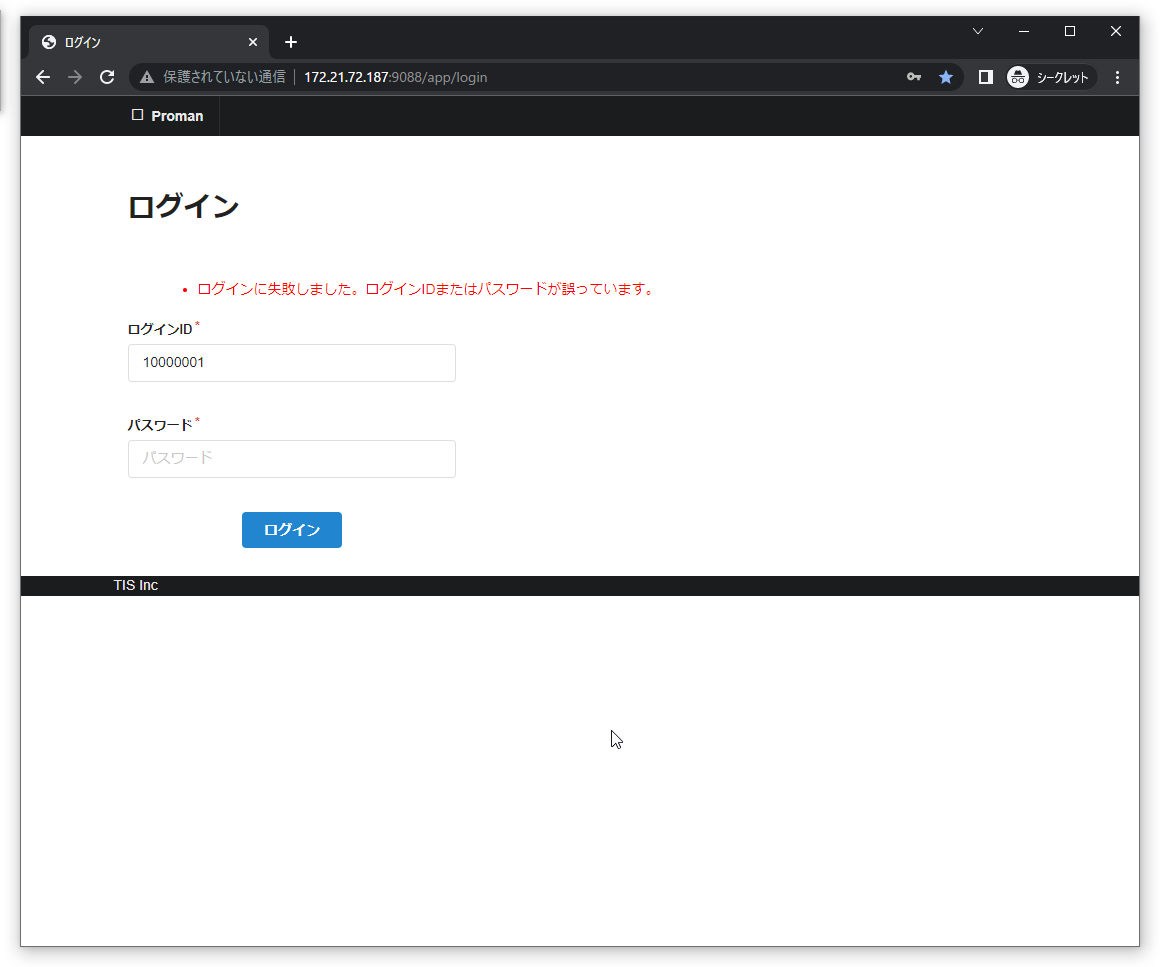 ログイン
保護されていない通信 172.21.72.187:9088/app/login シークレット
Proman
ログイン
ログインに失敗しました。ログインIDまたはパスワードが誤っています。
ログインID*
10000001
パスワード*
パスワード
ログイン
TIS Inc